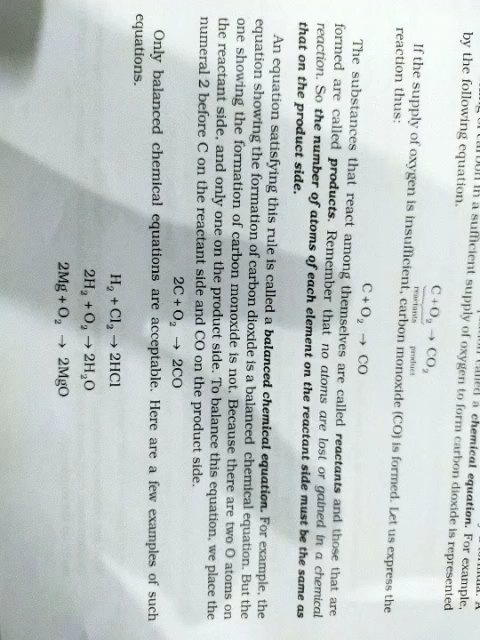 carbon in a sufficient supply of oxygen to form carbon dioxide is represented
called a chemical equation. For example,
by the following equation.
C + O₂ → CO₂
reactants product
If the supply of oxygen is insufficient, carbon monoxide (CO) is formed. Let us express the
reaction thus:
C + O₂ → CO
The substances that react among themselves are called reactants and those that are
formed are called products. Remember that no atoms are lost or gained in a chemical
reaction. So the number of atoms of each element on the reactant side must be the same as
that on the product side.
An equation satisfying this rule is called a balanced chemical equation. For example, the
equation showing the formation of carbon dioxide is a balanced chemical equation. But the
one showing the formation of carbon monoxide is not. Because there are two O atoms on
the reactant side, and only one on the product side. To balance this equation, we place the
numeral 2 before C on the reactant side and CO on the product side.
2C + O₂ → 2CO
Only balanced chemical equations are acceptable. Here are a few examples of such
equations.
H₂ + Cl₂ → 2HCl
2H₂ + O₂ → 2H₂O
2Mg + O₂ → 2MgO